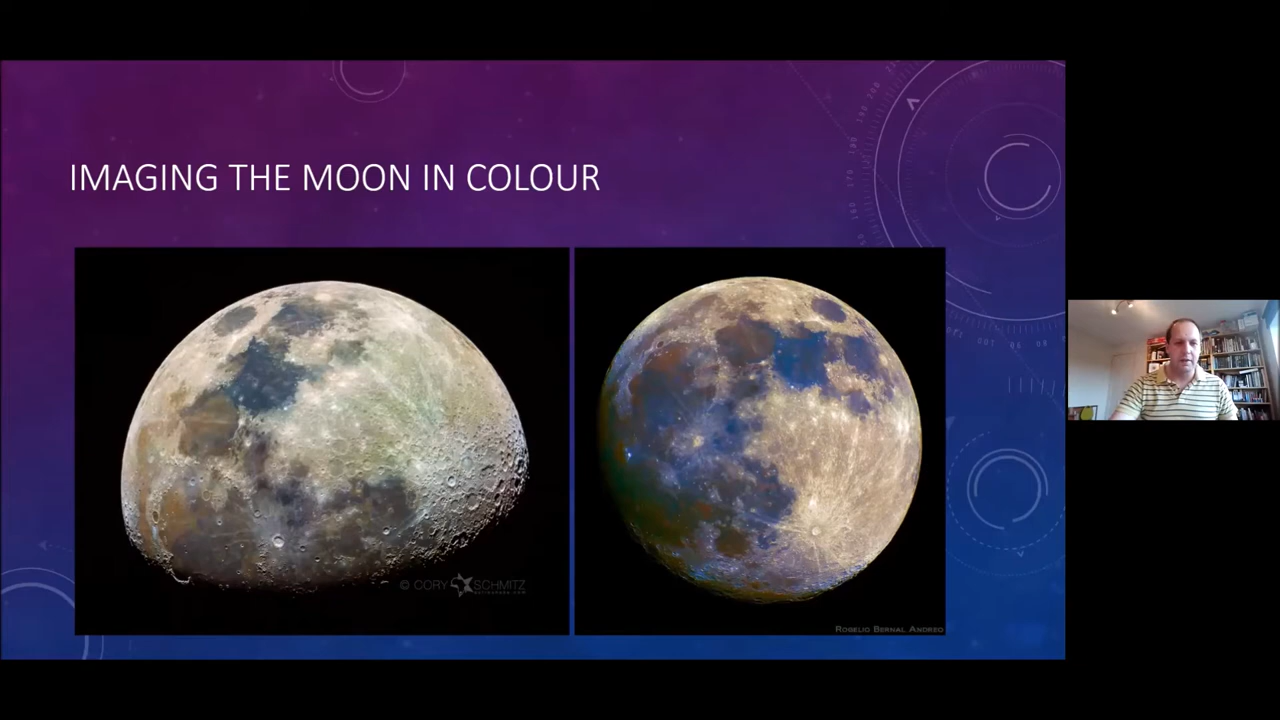 IMAGING THE MOON IN COLOUR
© CORY SCHMITZ
ROGELIO BERNAL ANDREO